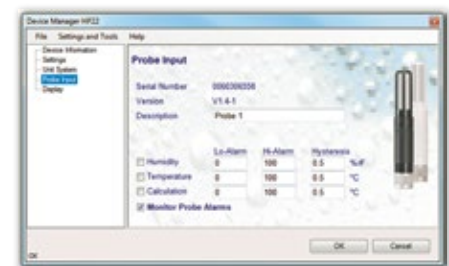 Device Manager HP22
File Settings and Tools Help
Device Information
Settings
Unit System
Probe Input
Display
Probe Input
Serial Number
Version V1.4-1
Description Probe 1
Lo-Alarm Hi-Alarm Hysteresis
Humidity 0 100 0.5 %rF
Temperature 0 100 0.5 °C
Calculation 0 100 0.5 °C
Monitor Probe Alarms
OK Cancel
OK